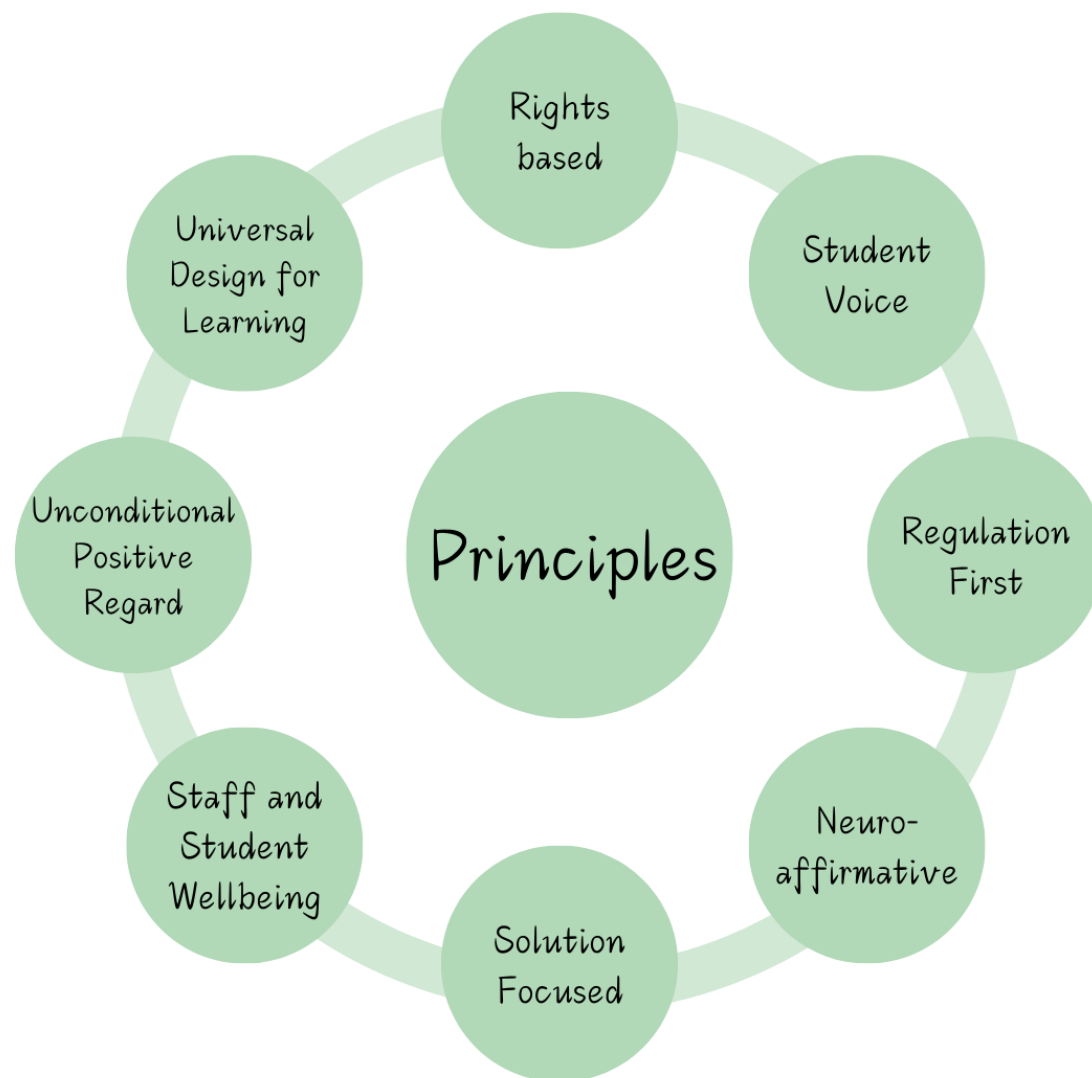 Rights
based
Student
Voice
Regulation
First
Neuro-
affirmative
Solution
Focused
Staff and
Student
Wellbeing
Unconditional
Positive
Regard
Universal
Design for
Learning
Principles